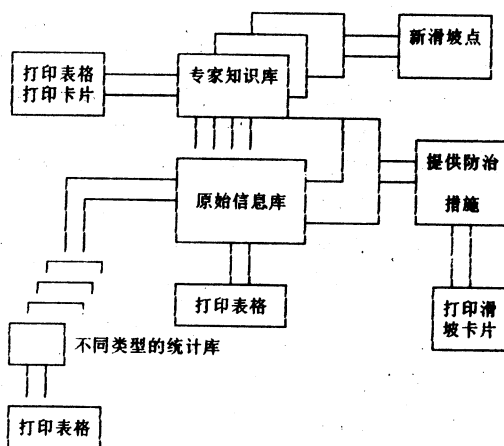 新滑坡点
打印表格
打印卡片
专家知识库
提供防治
措施
原始信息库
打印表格
打印滑
坡卡片
不同类型的统计库
打印表格